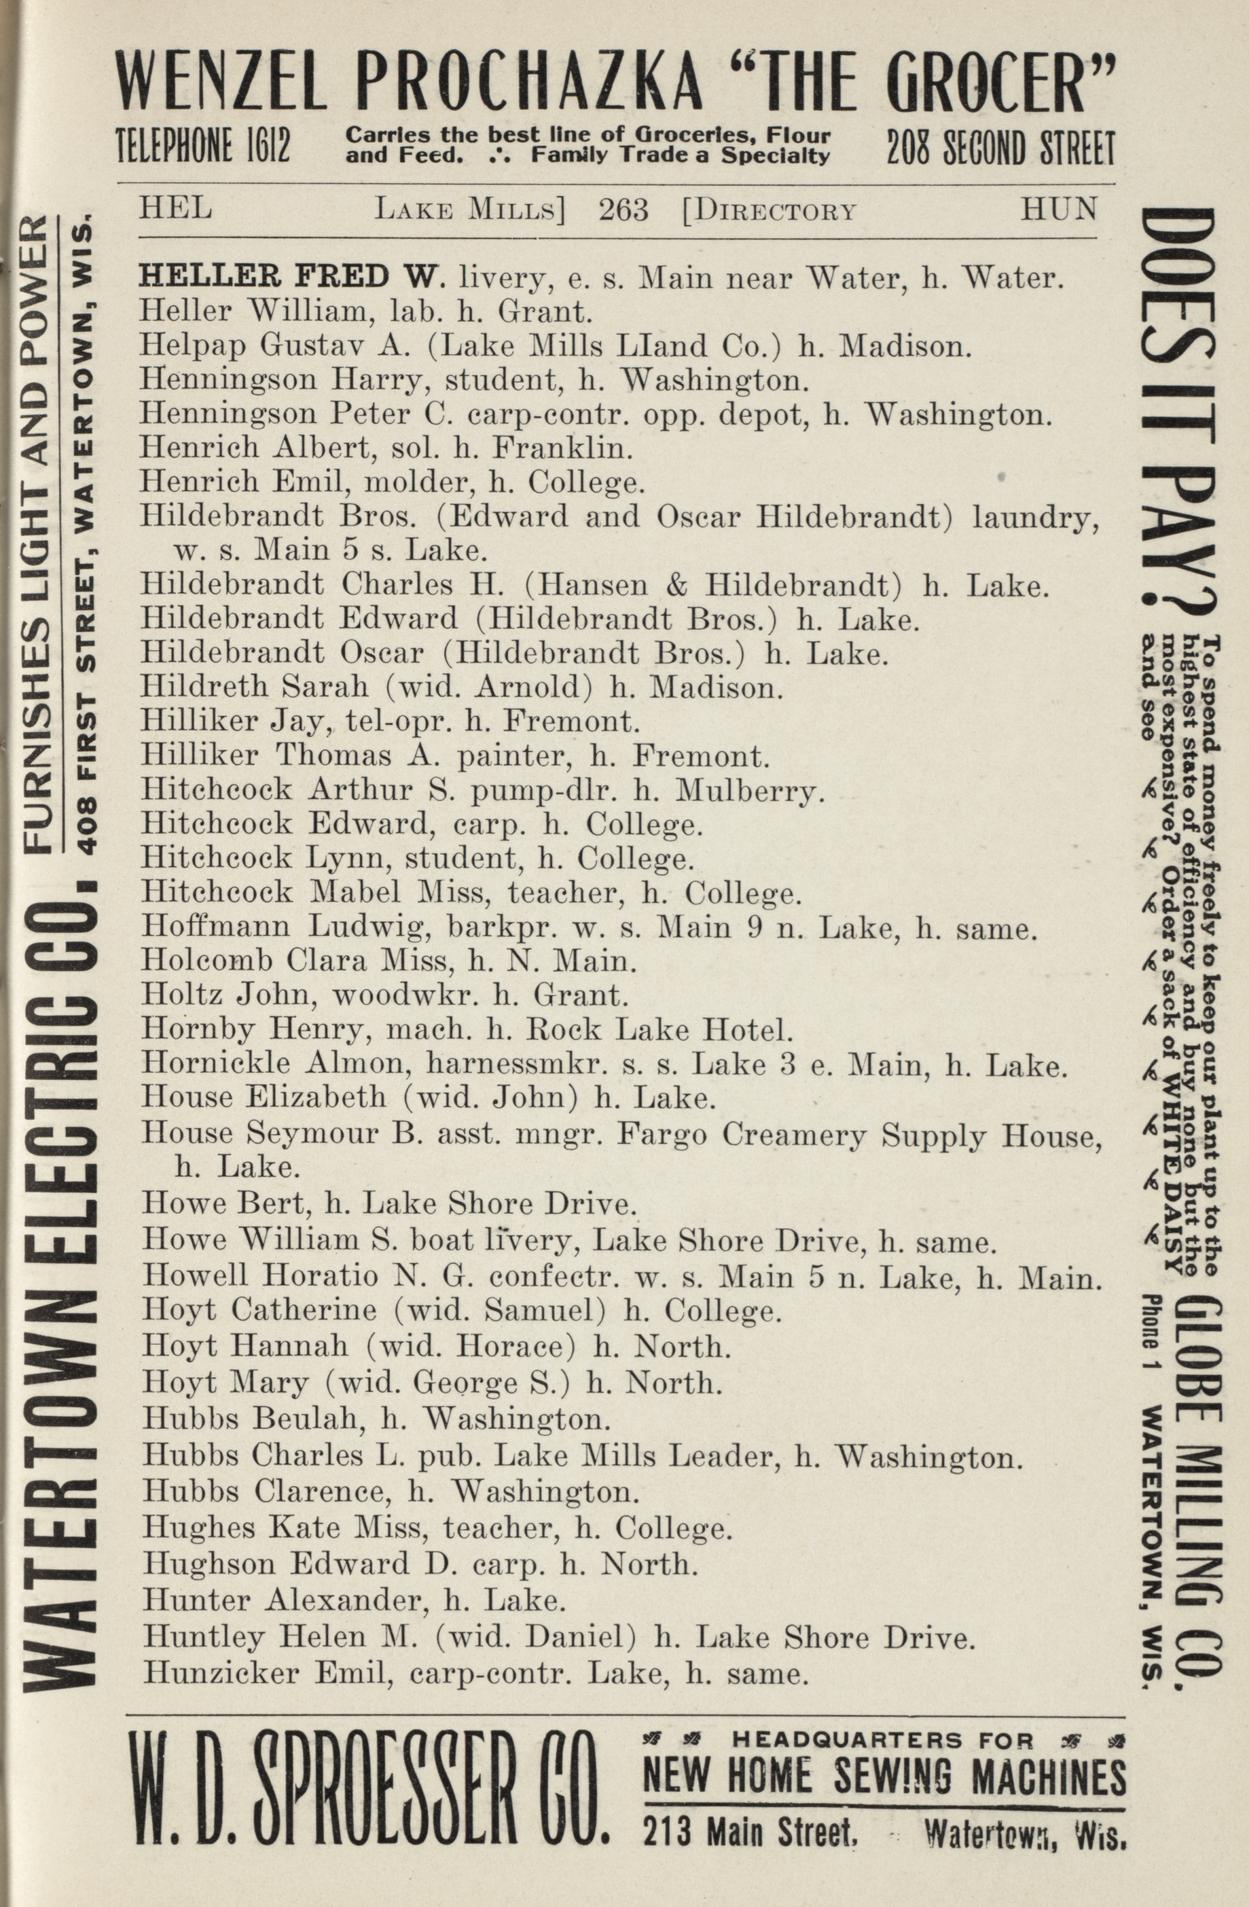 WENZEL PROCHAZKA “THE GROCER”
TELEPHONE 1612
Carries the best line of Groceries, Flour
and Feed. ∴ Family Trade a Specialty
208 SECOND STREET
HEL LAKE MILLS] 263 [DIRECTORY HUN
HELLER FRED W. livery, e. s. Main near Water, h. Water.
Heller William, lab. h. Grant.
Helpap Gustav A. (Lake Mills LIand Co.) h. Madison.
Henningson Harry, student, h. Washington.
Henningson Peter C. carp-contr. opp. depot, h. Washington.
Henrich Albert, sol. h. Franklin.
Henrich Emil, molder, h. College.
Hildebrandt Bros. (Edward and Oscar Hildebrandt) laundry,
w. s. Main 5 s. Lake.
Hildebrandt Charles H. (Hansen & Hildebrandt) h. Lake.
Hildebrandt Edward (Hildebrandt Bros.) h. Lake.
Hildebrandt Oscar (Hildebrandt Bros.) h. Lake.
Hildreth Sarah (wid. Arnold) h. Madison.
Hilliker Jay, tel-opr. h. Fremont.
Hilliker Thomas A. painter, h. Fremont.
Hitchcock Arthur S. pump-dlr. h. Mulberry.
Hitchcock Edward, carp. h. College.
Hitchcock Lynn, student, h. College.
Hitchcock Mabel Miss, teacher, h. College.
Hoffmann Ludwig, barkpr. w. s. Main 9 n. Lake, h. same.
Holcomb Clara Miss, h. N. Main.
Holtz John, woodwkr. h. Grant.
Hornby Henry, mach. h. Rock Lake Hotel.
Hornickle Almon, harnessmkr. s. s. Lake 3 e. Main, h. Lake.
House Elizabeth (wid. John) h. Lake.
House Seymour B. asst. mngr. Fargo Creamery Supply House,
h. Lake.
Howe Bert, h. Lake Shore Drive.
Howe William S. boat livery, Lake Shore Drive, h. same.
Howell Horatio N. G. confectr. w. s. Main 5 n. Lake, h. Main.
Hoyt Catherine (wid. Samuel) h. College.
Hoyt Hannah (wid. Horace) h. North.
Hoyt Mary (wid. George S.) h. North.
Hubbs Beulah, h. Washington.
Hubbs Charles L. pub. Lake Mills Leader, h. Washington.
Hubbs Clarence, h. Washington.
Hughes Kate Miss, teacher, h. College.
Hughson Edward D. carp. h. North.
Hunter Alexander, h. Lake.
Huntley Helen M. (wid. Daniel) h. Lake Shore Drive.
Hunzicker Emil, carp-contr. Lake, h. same.
WATERTOWN ELECTRIC CO.
FURNISHES LIGHT AND POWER
408 FIRST STREET, WATERTOWN, WIS.
DOES IT PAY?
To spend money freely to keep our plant up to the
highest state of efficiency and buy none but the
most expensive? Order a sack of WHITE DAISY
and see
GLOBE MILLING CO.
Phone 1 WATERTOWN, WIS.
W. D. SPROESSER CO.
HEADQUARTERS FOR
NEW HOME SEWING MACHINES
213 Main Street. Watertown, Wis.